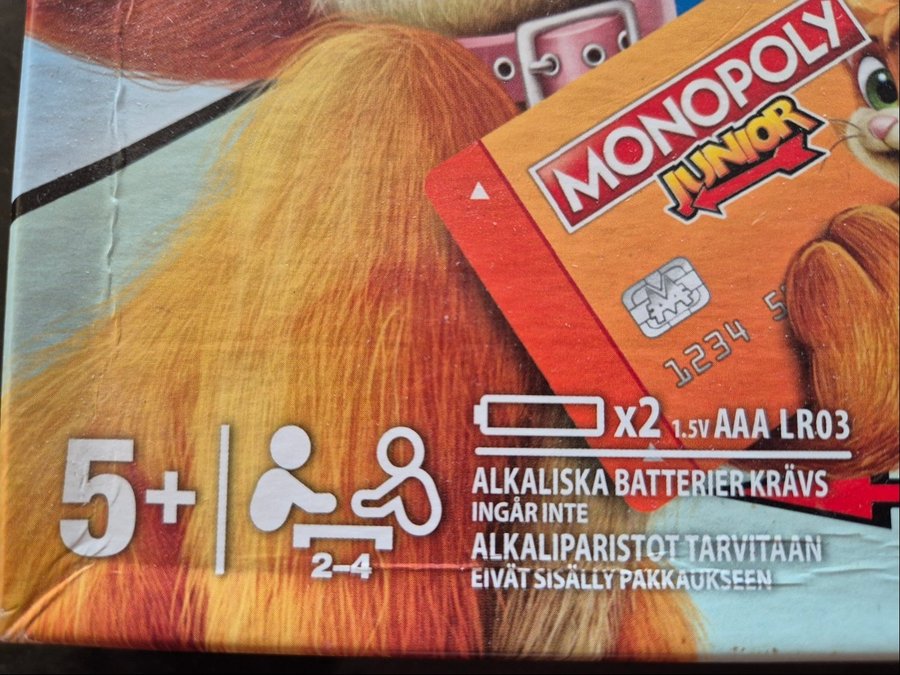 MONOPOLY
JUNIOR
1234
5+
2-4
x2 1.5V AAA LR03
ALKALISKA BATTERIER KRÄVS
INGÅR INTE
ALKALIPARISTOT TARVITAAN
EIVÄT SISÄLLY PAKKAUKSEEN